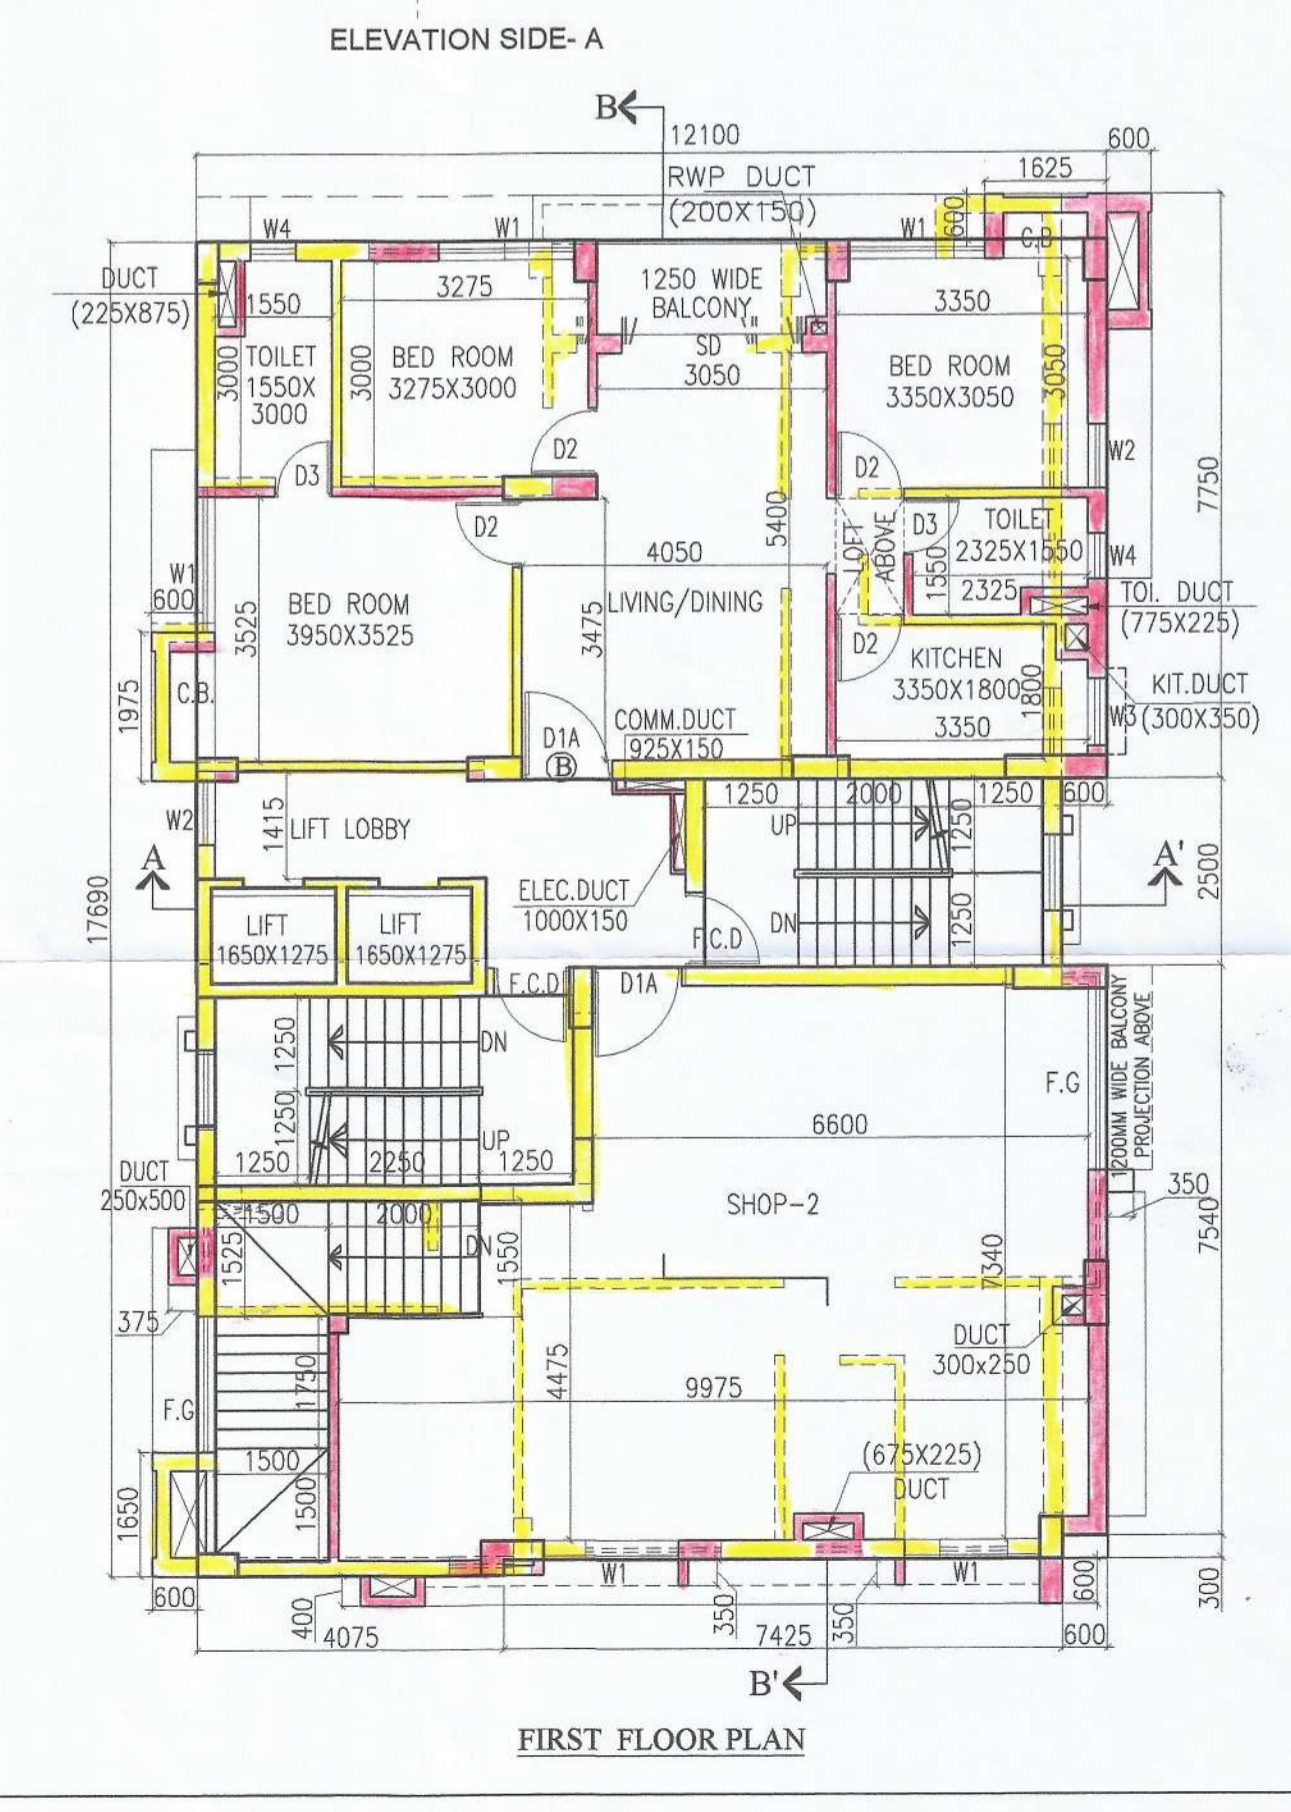 ELEVATION SIDE- A
B
12100
600
1625
RWP DUCT
(200X150)
W4
W1
W1
600
C.B
DUCT
(225X875)
1550
3275
1250 WIDE
BALCONY
3350
TOILET
1550X
3000
3000
BED ROOM
3275X3000
3000
SD
3050
BED ROOM
3350X3050
3050
D3
D2
D2
W2
7750
D2
5400
LOFT
ABOVE
D3
TOILET
2325X1550
W4
1550
2325
TOI. DUCT
(775X225)
4050
W1
600
BED ROOM
3950X3525
3525
LIVING/DINING
3475
D2
KITCHEN
3350X1800
1800
3350
KIT.DUCT
(300X350)
W3
1975
C.B.
D1A
B
COMM.DUCT
925X150
1250
2000
1250
600
W2
1415
LIFT LOBBY
UP
1250
A
A'
2500
17690
ELEC.DUCT
1000X150
DN
1250
LIFT
1650X1275
LIFT
1650X1275
F.C.D
F.C.D
D1A
1250
DN
1200MM WIDE BALCONY
PROJECTION ABOVE
F.G
6600
1250
UP
1250
2250
1250
DUCT
250x500
SHOP-2
350
1500
2000
1525
DN
1550
7340
7540
375
DUCT
300x250
4475
1750
9975
F.G
1500
(675X225)
DUCT
1650
1500
W1
W1
600
400
4075
350
7425
350
600
600
300
B'
FIRST FLOOR PLAN